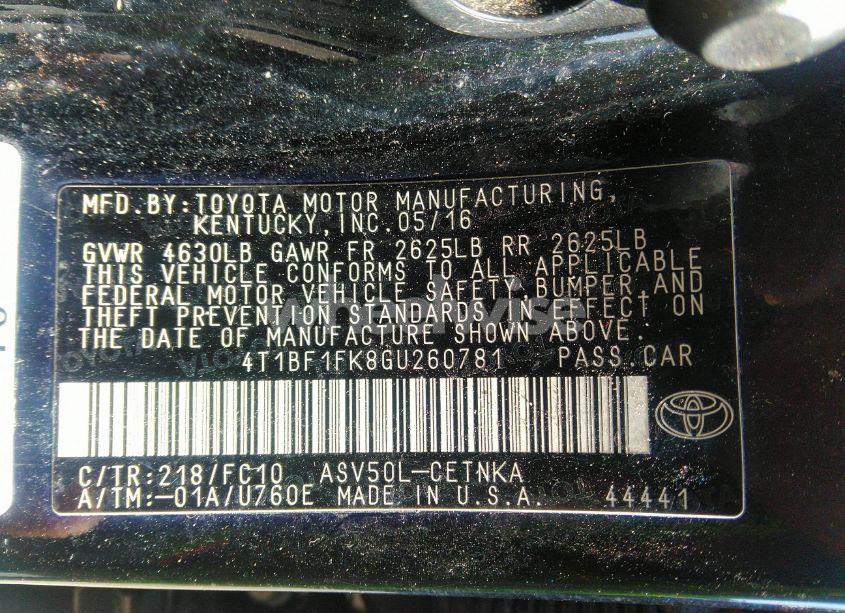 MFD.BY:TOYOTA MOTOR MANUFACTURING,
KENTUCKY,INC.05/16
GVWR 4630LB GAWR FR 2625LB RR 2625LB
THIS VEHICLE CONFORMS TO ALL APPLICABLE
FEDERAL MOTOR VEHICLE SAFETY,BUMPER,AND
THEFT PREVENTION STANDARDS IN EFFECT ON
THE DATE OF MANUFACTURE SHOWN ABOVE.
4T1BF1FK8GU260781 PASS CAR
C/TR:218/FC10 ASV50L-CETNKA
A/TM:-01A/U760E MADE IN U.S.A. 44441